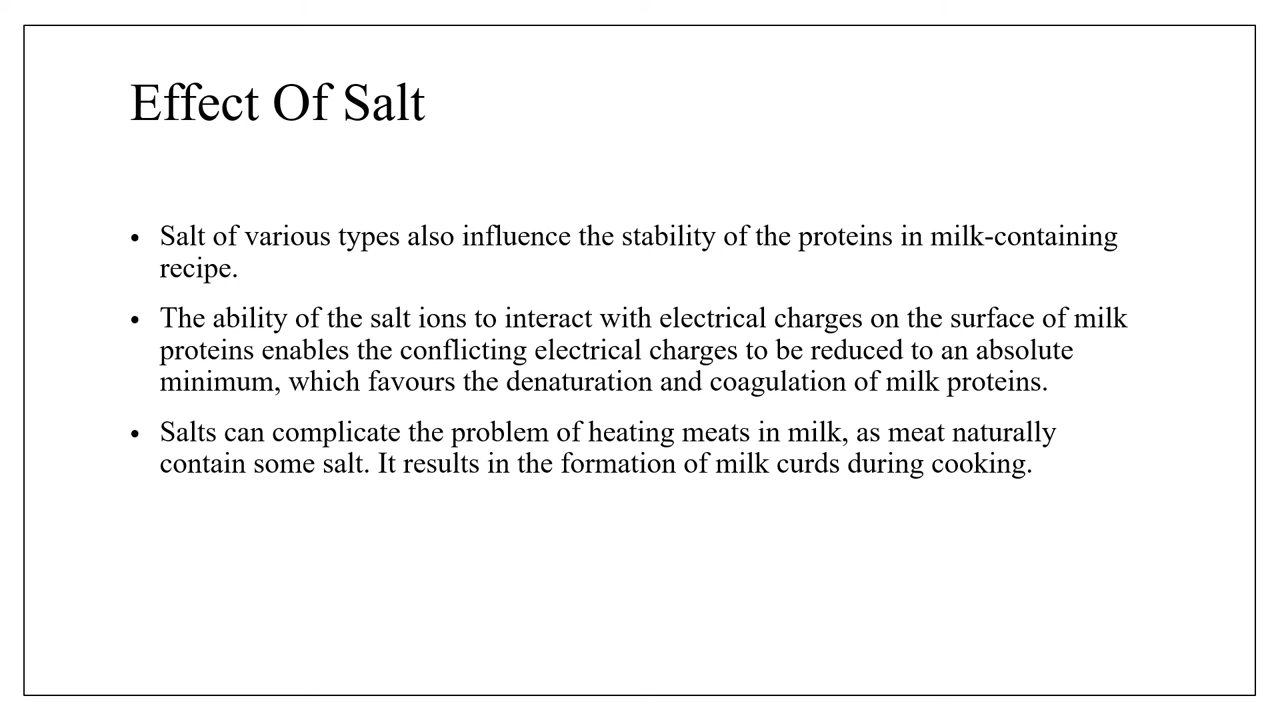 Effect Of Salt
• Salt of various types also influence the stability of the proteins in milk-containing
recipe.
• The ability of the salt ions to interact with electrical charges on the surface of milk
proteins enables the conflicting electrical charges to be reduced to an absolute
minimum, which favours the denaturation and coagulation of milk proteins.
• Salts can complicate the problem of heating meats in milk, as meat naturally
contain some salt. It results in the formation of milk curds during cooking.